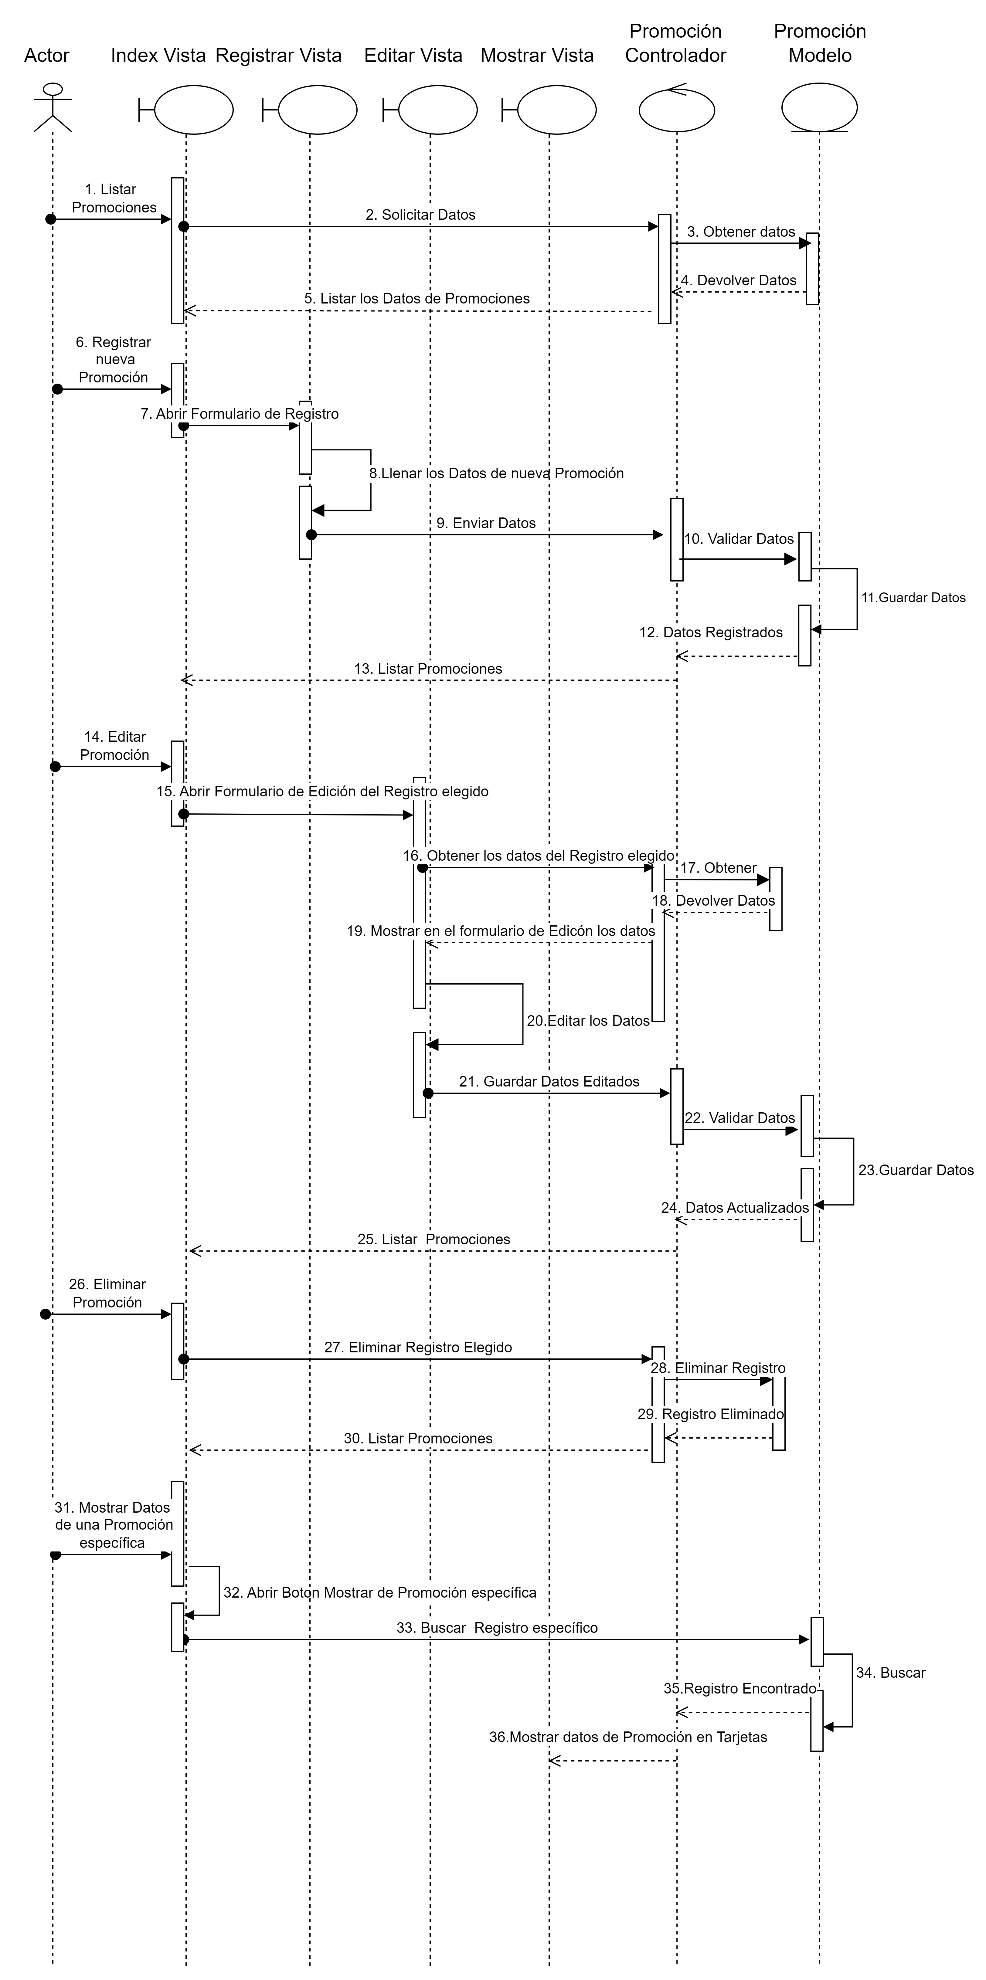 Promoción
Promoción
Actor
Index Vista
Registrar Vista
Editar Vista
Mostrar Vista
Controlador
Modelo
1. Listar
Promociones
2. Solicitar Datos
3. Obtener datos
4. Devolver Datos
5. Listar los Datos de Promociones
6. Registrar
nueva
Promoción
7. Abrir Formulario de Registro
8.Llenar los Datos de nueva Promoción
9. Enviar Datos
10. Validar Datos
11.Guardar Datos
12. Datos Registrados
13. Listar Promociones
14. Editar
Promoción
15. Abrir Formulario de Edición del Registro elegido
16. Obtener los datos del Registro elegido
17. Obtener
18. Devolver Datos
19. Mostrar en el formulario de Edicón los datos
20.Editar los Datos
21. Guardar Datos Editados
22. Validar Datos
23.Guardar Datos
24. Datos Actualizados
25. Listar Promociones
26. Eliminar
Promoción
27. Eliminar Registro Elegido
28. Eliminar Registro
29. Registro Eliminado
30. Listar Promociones
31. Mostrar Datos
de una Promoción
específica
32. Abrir Boton Mostrar de Promoción específica
33. Buscar Registro específico
34. Buscar
35.Registro Encontrado
36.Mostrar datos de Promoción en Tarjetas